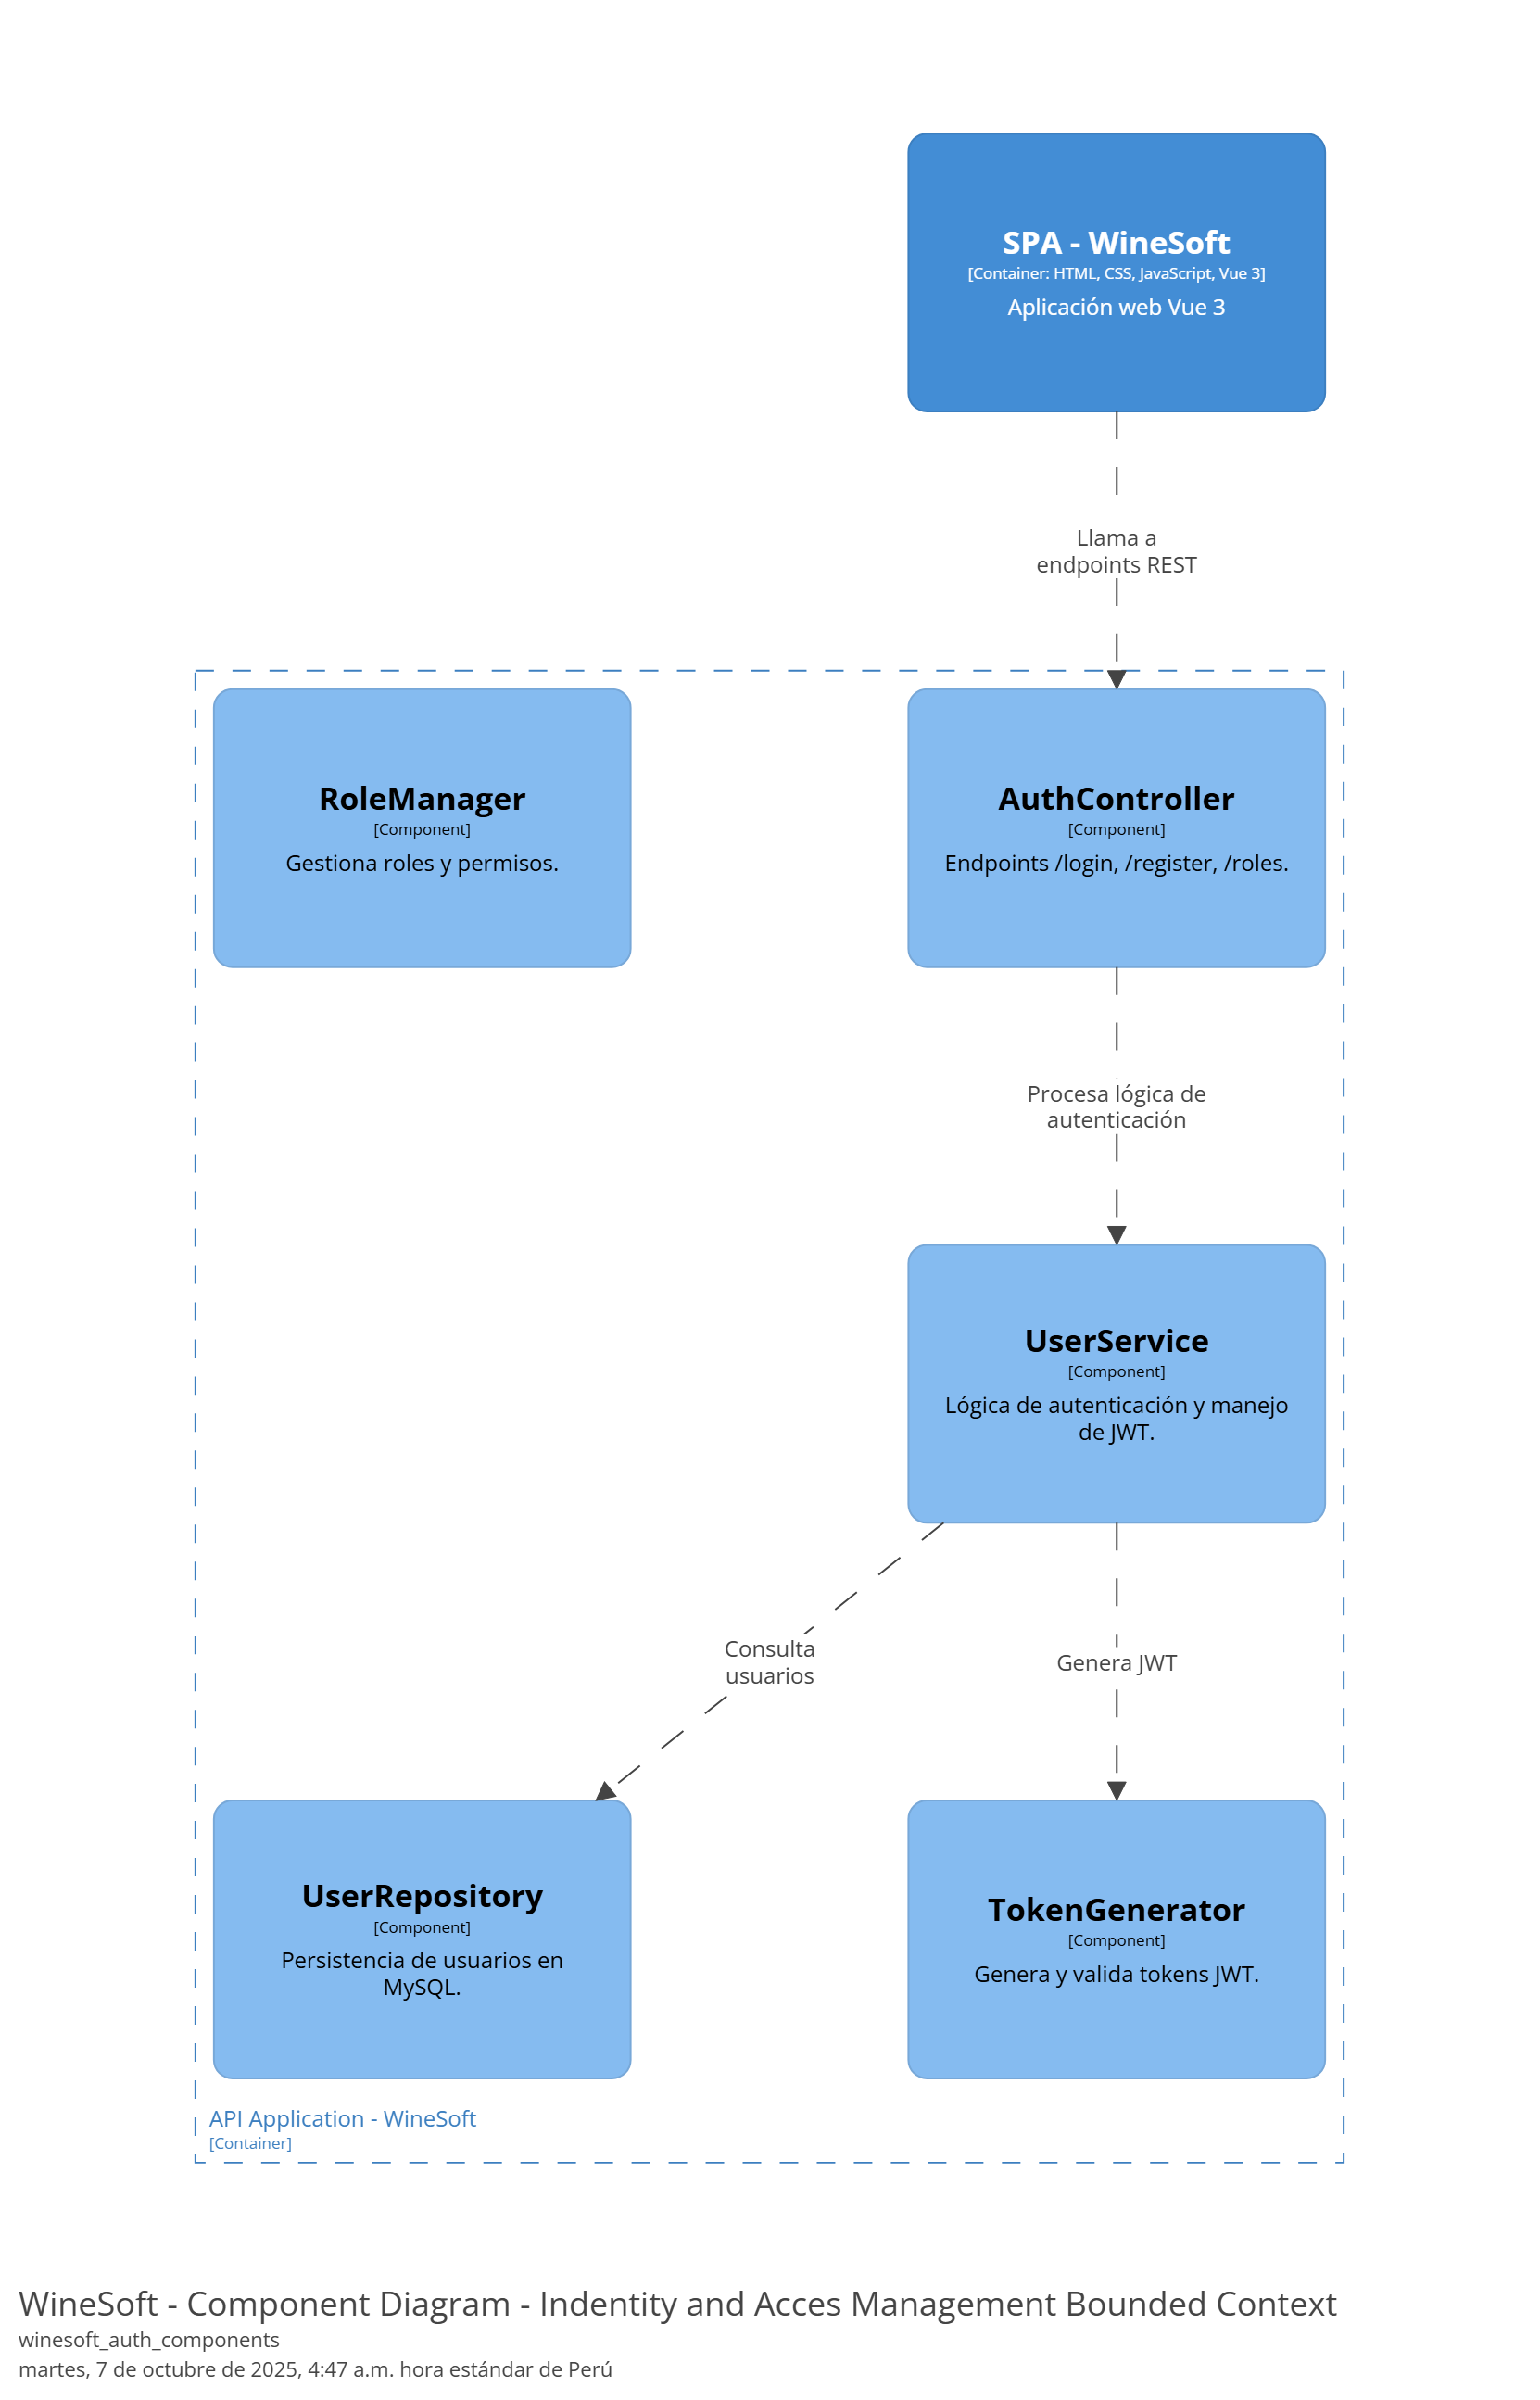 SPA - WineSoft
[Container: HTML, CSS, JavaScript, Vue 3]
Aplicación web Vue 3
Llama a
endpoints REST
RoleManager
[Component]
Gestiona roles y permisos.
AuthController
[Component]
Endpoints /login, /register, /roles.
Procesa lógica de
autenticación
UserService
[Component]
Lógica de autenticación y manejo
de JWT.
Consulta
usuarios
Genera JWT
UserRepository
[Component]
Persistencia de usuarios en
MySQL.
TokenGenerator
[Component]
Genera y valida tokens JWT.
API Application - WineSoft
[Container]
WineSoft - Component Diagram - Indentity and Acces Management Bounded Context
winesoft_auth_components
martes, 7 de octubre de 2025, 4:47 a.m. hora estándar de Perú